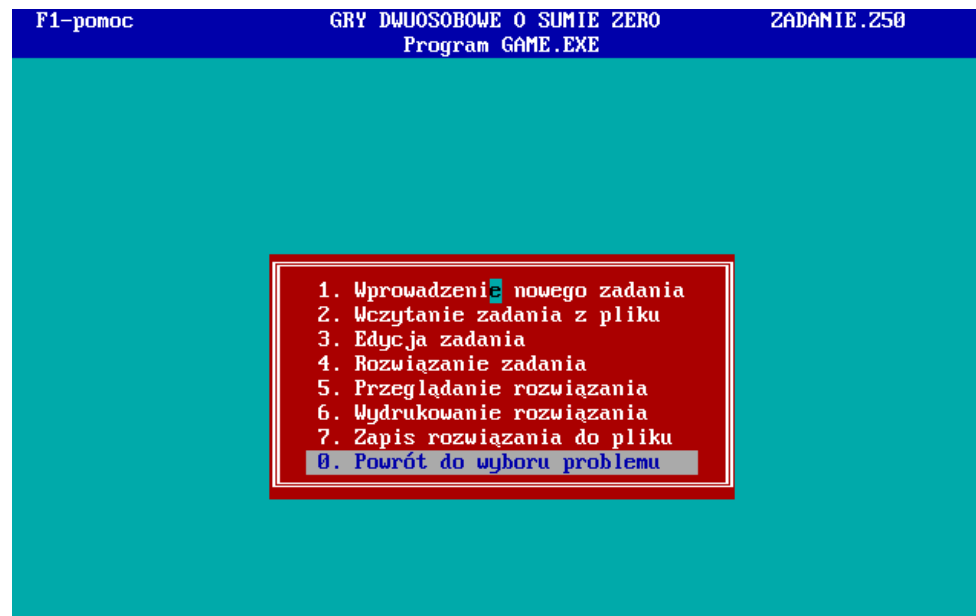 F1-pomoc GRY DWUOSOBOWE O SUMIE ZERO ZADANIE.Z50
Program GAME.EXE
1. Wprowadzenie nowego zadania
2. Wczytanie zadania z pliku
3. Edycja zadania
4. Rozwiązanie zadania
5. Przeglądanie rozwiązania
6. Wydrukowanie rozwiązania
7. Zapis rozwiązania do pliku
0. Powrót do wyboru problemu